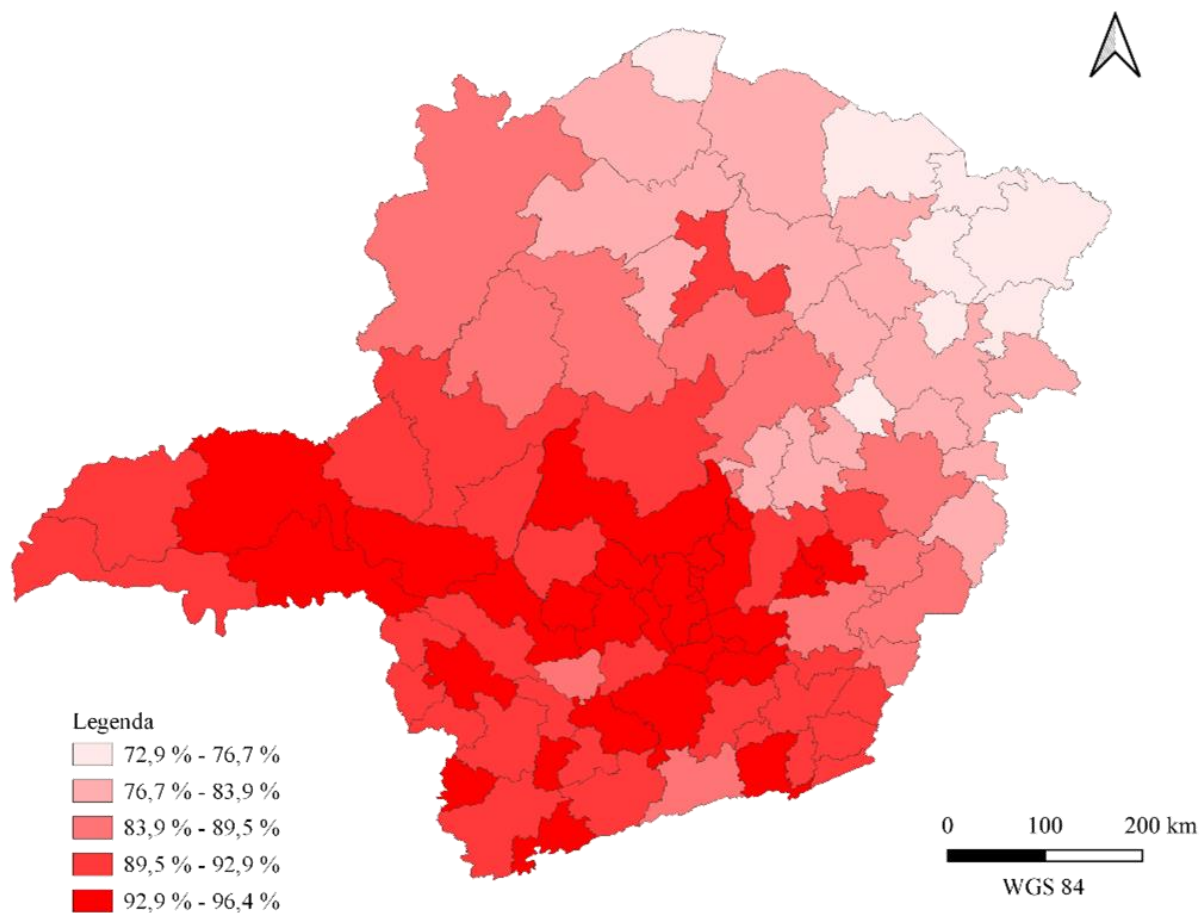 Legenda
72,9 % - 76,7 %
76,7 % - 83,9 %
83,9 % - 89,5 %
89,5 % - 92,9 %
92,9 % - 96,4 %
0 100 200 km
WGS 84